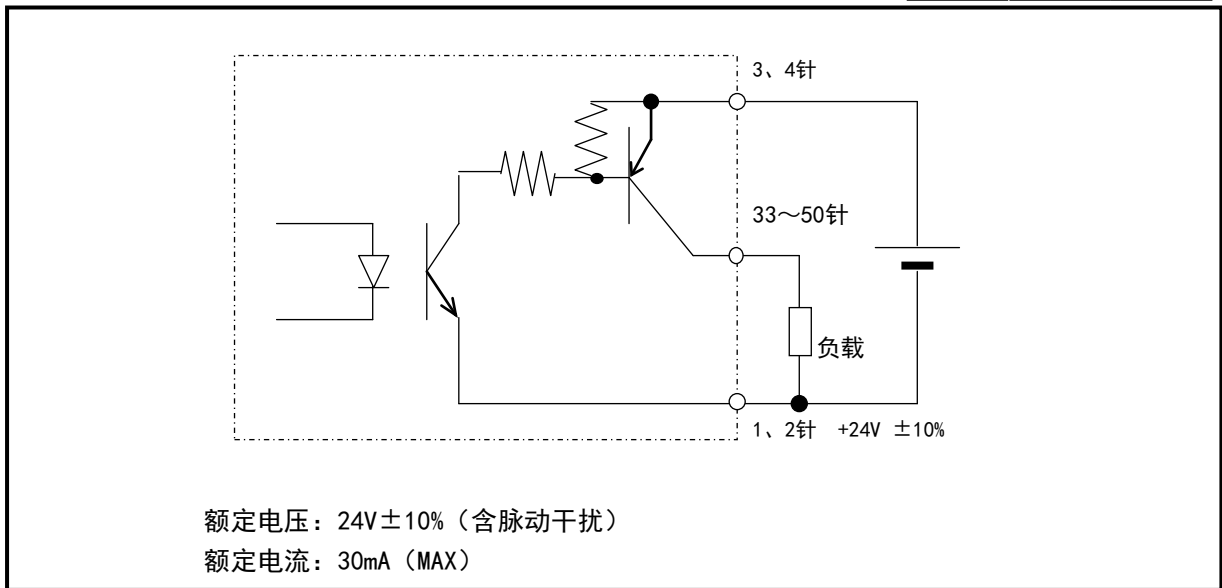 3、4针
33～50针
负载
1、2针 +24V ±10%
额定电压：24V±10%（含脉动干扰）
额定电流：30mA（MAX）